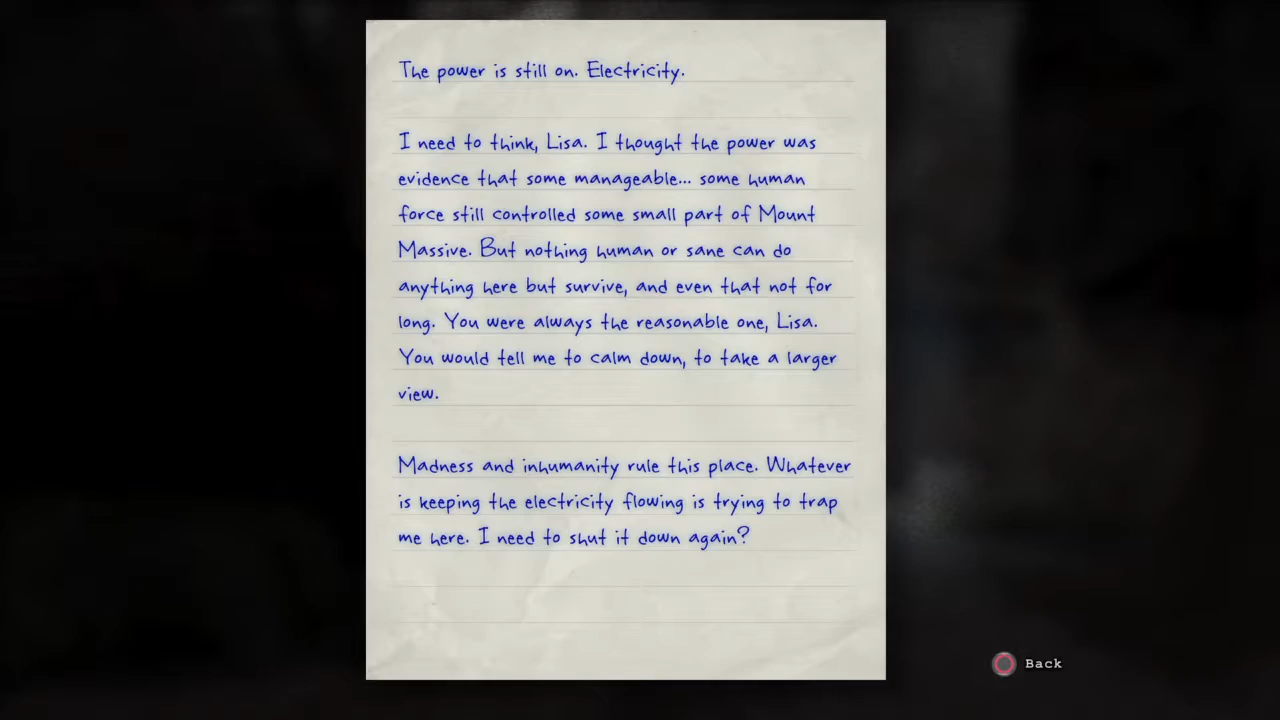 The power is still on. Electricity.
I need to think, Lisa. I thought the power was
evidence that some manageable... some human
force still controlled some small part of Mount
Massive. But nothing human or sane can do
anything here but survive, and even that not for
long. You were always the reasonable one, Lisa.
You would tell me to calm down, to take a larger
view.
Madness and inhumanity rule this place. Whatever
is keeping the electricity flowing is trying to trap
me here. I need to shut it down again?
Back